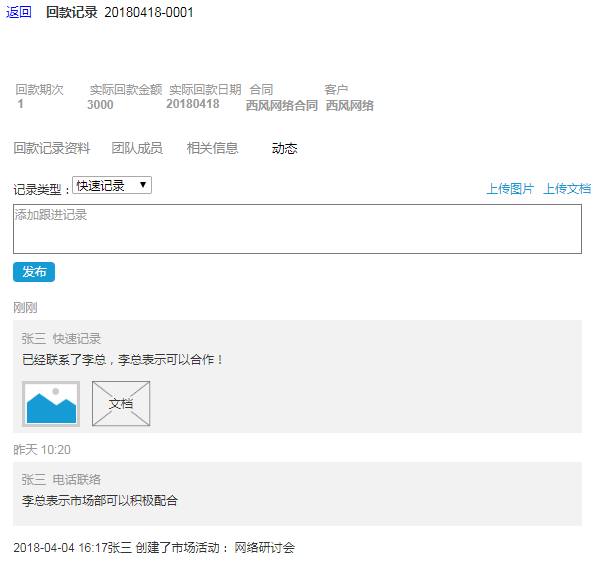 返回 回款记录 20180418-0001
回款期次 实际回款金额 实际回款日期 合同 客户
1 3000 20180418 西风网络合同 西风网络
回款记录资料 团队成员 相关信息 动态
记录类型： 快速记录 ▼ 上传图片 上传文档
添加跟进记录
发布
刚刚
张三 快速记录
已经联系了李总，李总表示可以合作！
文档
昨天 10:20
张三 电话联络
李总表示市场部可以积极配合
2018-04-04 16:17张三 创建了市场活动： 网络研讨会